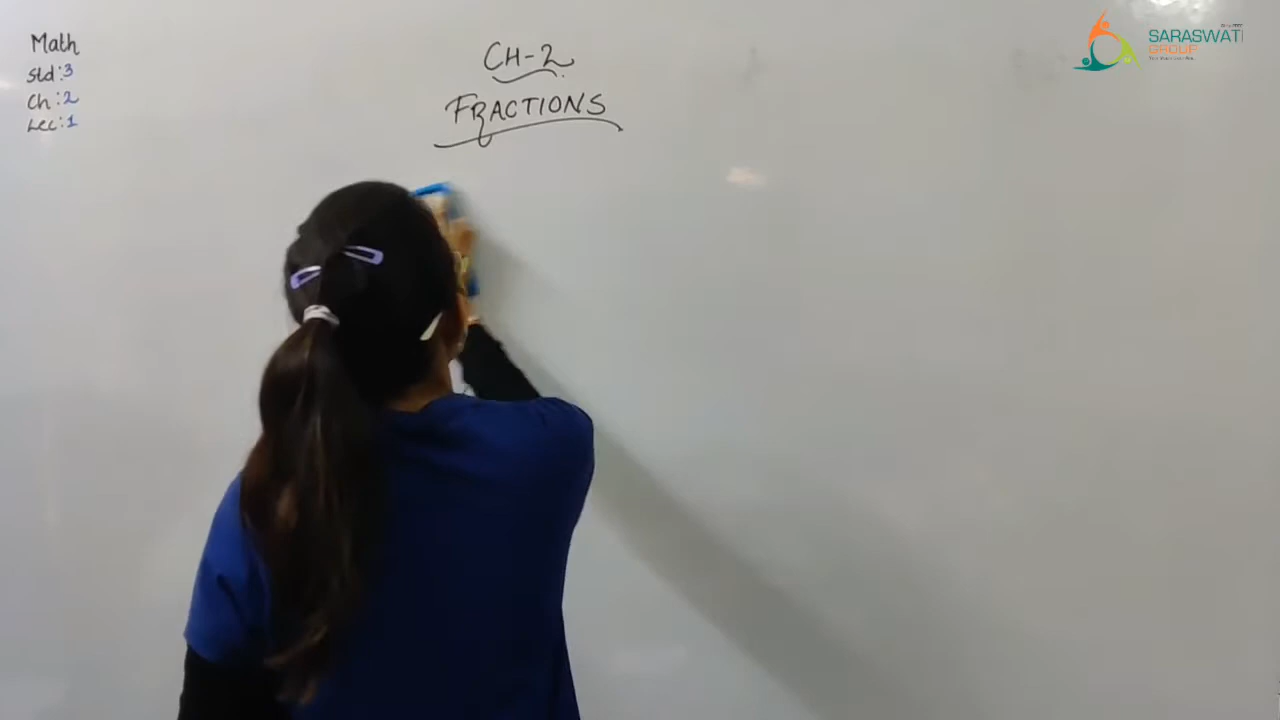 Math
Std:3
Ch:2
Lec:1
CH-2
FRACTIONS
SARASWATI
GROUP